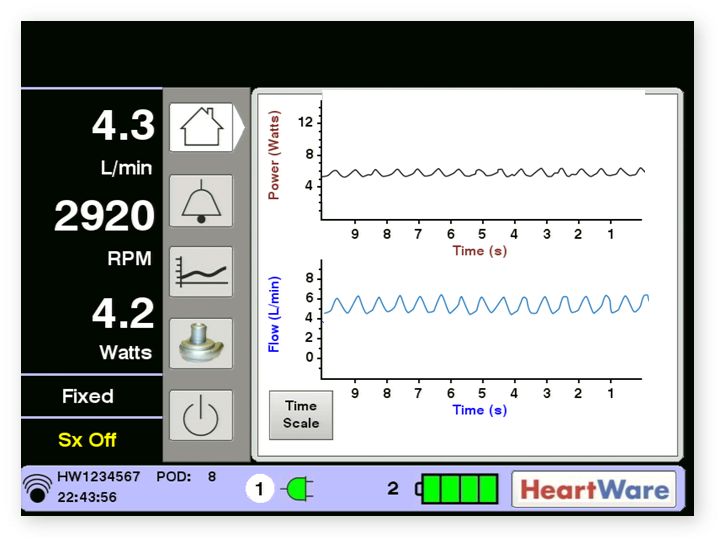 4.3
L/min
2920
RPM
4.2
Watts
Fixed
Sx Off
Power (Watts)
12
8
4
9 8 7 6 5 4 3 2 1
Time (s)
Flow (L/min)
8
6
4
2
0
9 8 7 6 5 4 3 2 1
Time (s)
Time
Scale
HW1234567 POD: 8
22:43:56
1
2
HeartWare